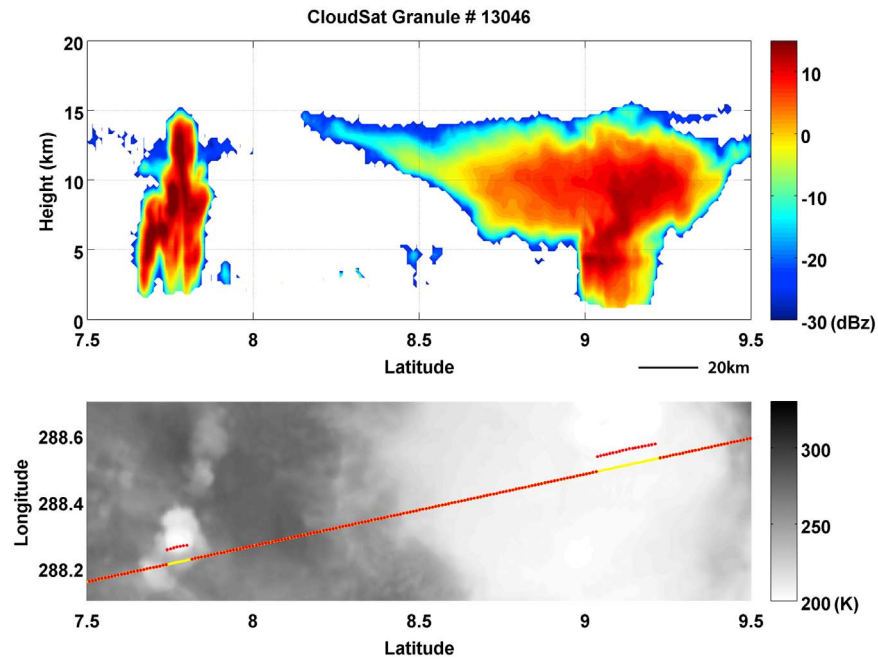 CloudSat Granule # 13046
20
15
10
5
0
Height (km)
7.5 8 8.5 9 9.5
Latitude
20km
10
0
-10
-20
-30 (dBz)
288.6
288.4
288.2
Longitude
7.5 8 8.5 9 9.5
Latitude
300
250
200 (K)